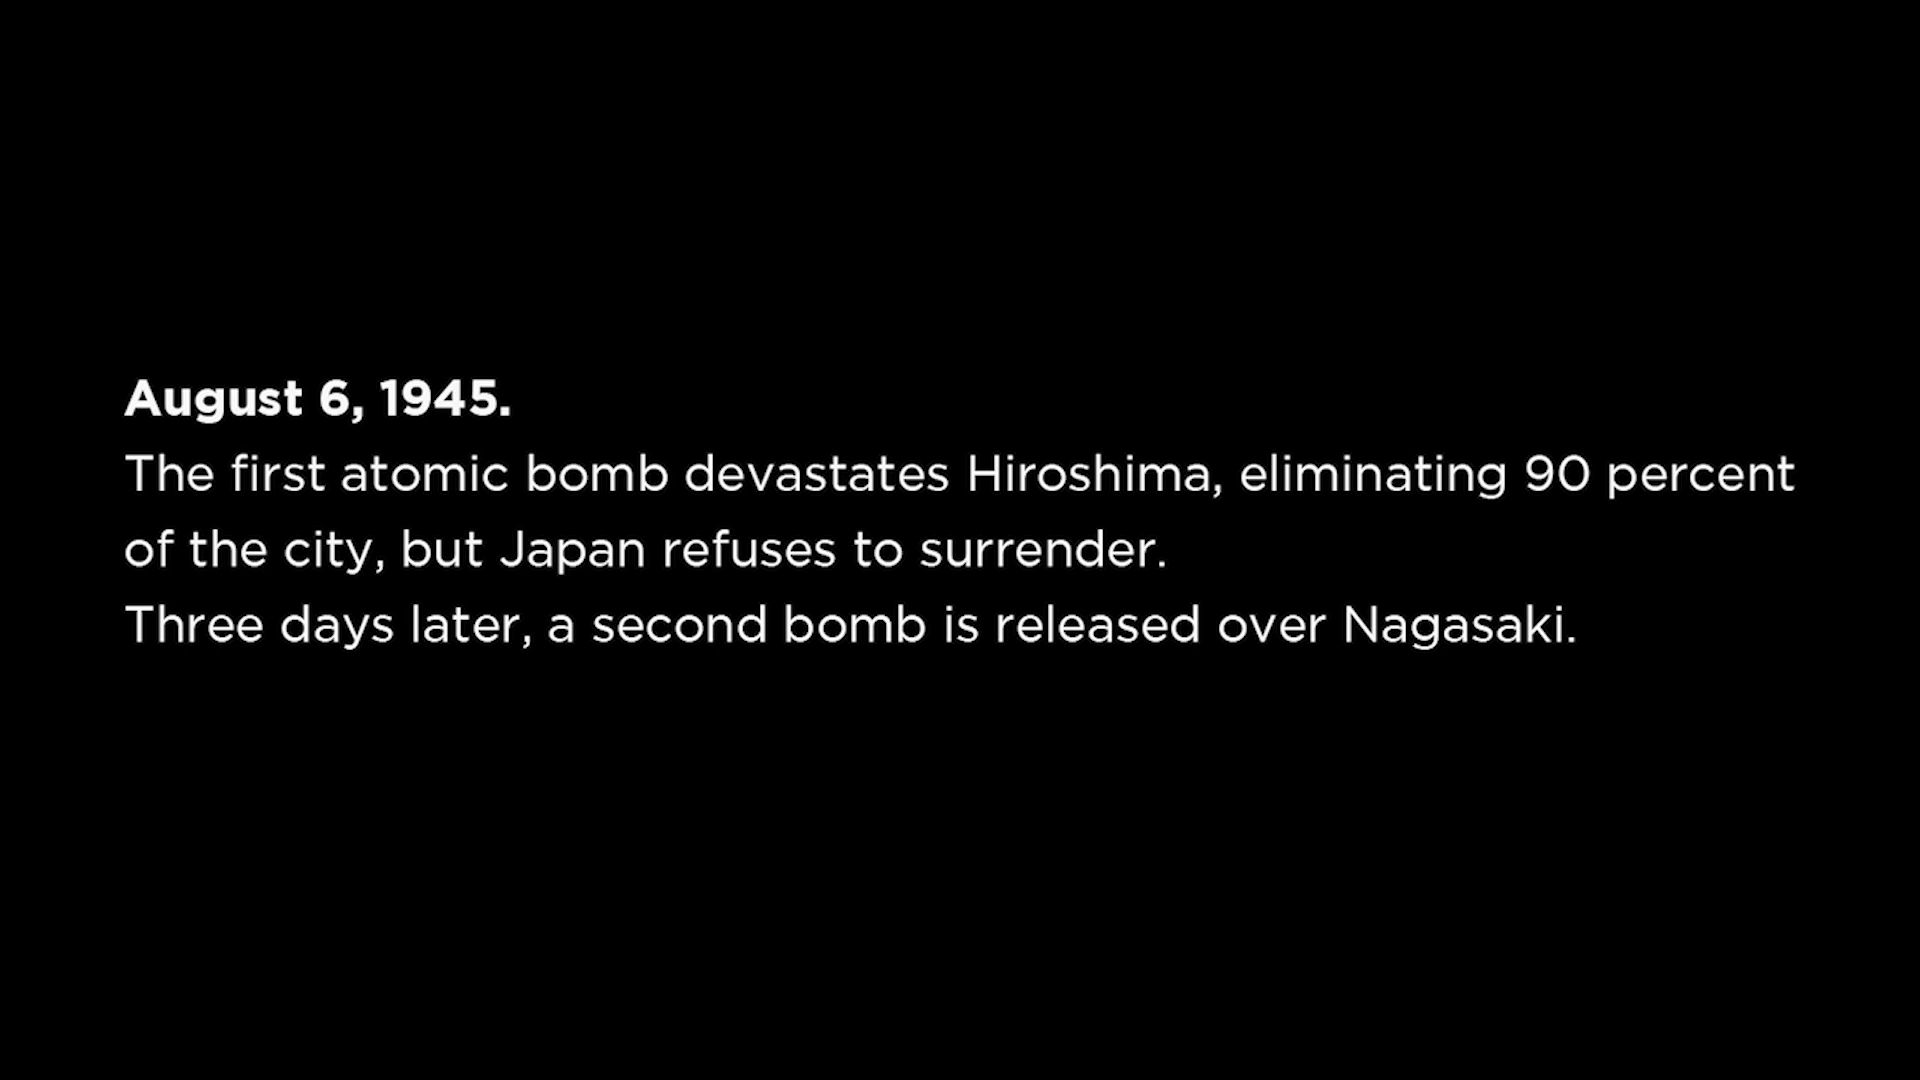 August 6, 1945.
The first atomic bomb devastates Hiroshima, eliminating 90 percent
of the city, but Japan refuses to surrender.
Three days later, a second bomb is released over Nagasaki.